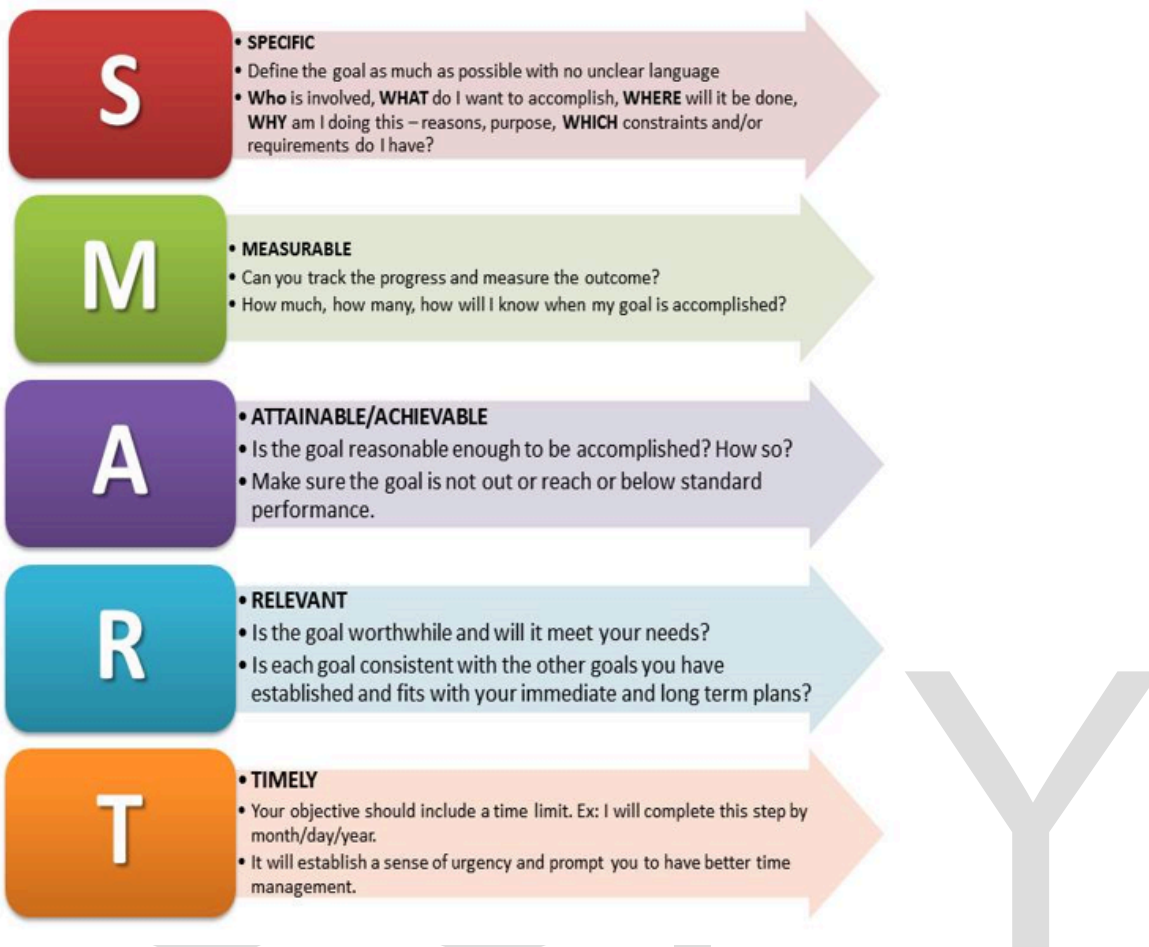 S
• SPECIFIC
• Define the goal as much as possible with no unclear language
• Who is involved, WHAT do I want to accomplish, WHERE will it be done,
WHY am I doing this – reasons, purpose, WHICH constraints and/or
requirements do I have?
M
• MEASURABLE
• Can you track the progress and measure the outcome?
• How much, how many, how will I know when my goal is accomplished?
A
• ATTAINABLE/ACHIEVABLE
• Is the goal reasonable enough to be accomplished? How so?
• Make sure the goal is not out or reach or below standard
performance.
R
• RELEVANT
• Is the goal worthwhile and will it meet your needs?
• Is each goal consistent with the other goals you have
established and fits with your immediate and long term plans?
T
• TIMELY
• Your objective should include a time limit. Ex: I will complete this step by
month/day/year.
• It will establish a sense of urgency and prompt you to have better time
management.
Y